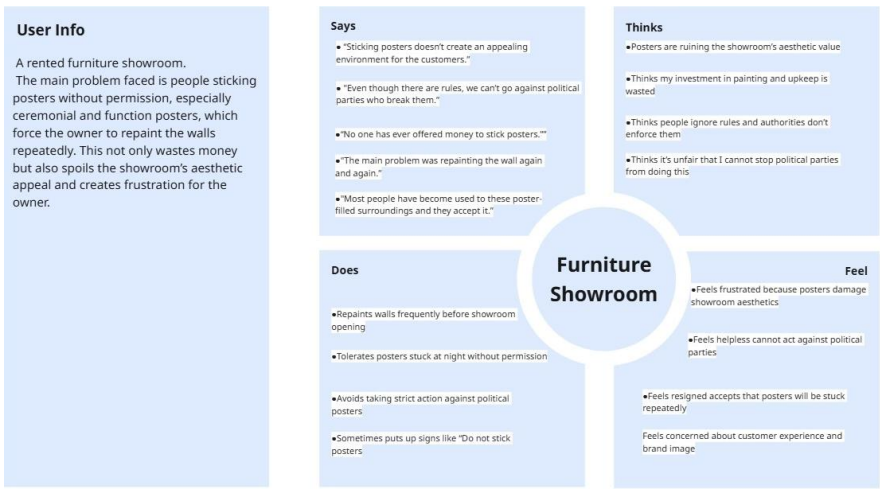 User Info
A rented furniture showroom.
The main problem faced is people sticking
posters without permission, especially
ceremonial and function posters, which
force the owner to repaint the walls
repeatedly. This not only wastes money
but also spoils the showroom's aesthetic
appeal and creates frustration for the
owner.
Says
● "Sticking posters doesn't create an appealing
environment for the customers."
● "Even though there are rules, we can't go against political
parties who break them."
●"No one has ever offered money to stick posters.""
●"The main problem was repainting the wall again
and again."
●"Most people have become used to these poster-
filled surroundings and they accept it."
Thinks
●Posters are ruining the showroom's aesthetic value
●Thinks my investment in painting and upkeep is
wasted
●Thinks people ignore rules and authorities don't
enforce them
●Thinks it's unfair that I cannot stop political parties
from doing this
Furniture
Showroom
Does
●Repaints walls frequently before showroom
opening
●Tolerates posters stuck at night without permission
●Avoids taking strict action against political
posters
●Sometimes puts up signs like "Do not stick
posters
Feel
●Feels frustrated because posters damage
showroom aesthetics
●Feels helpless cannot act against political
parties
●Feels resigned accepts that posters will be stuck
repeatedly
Feels concerned about customer experience and
brand image